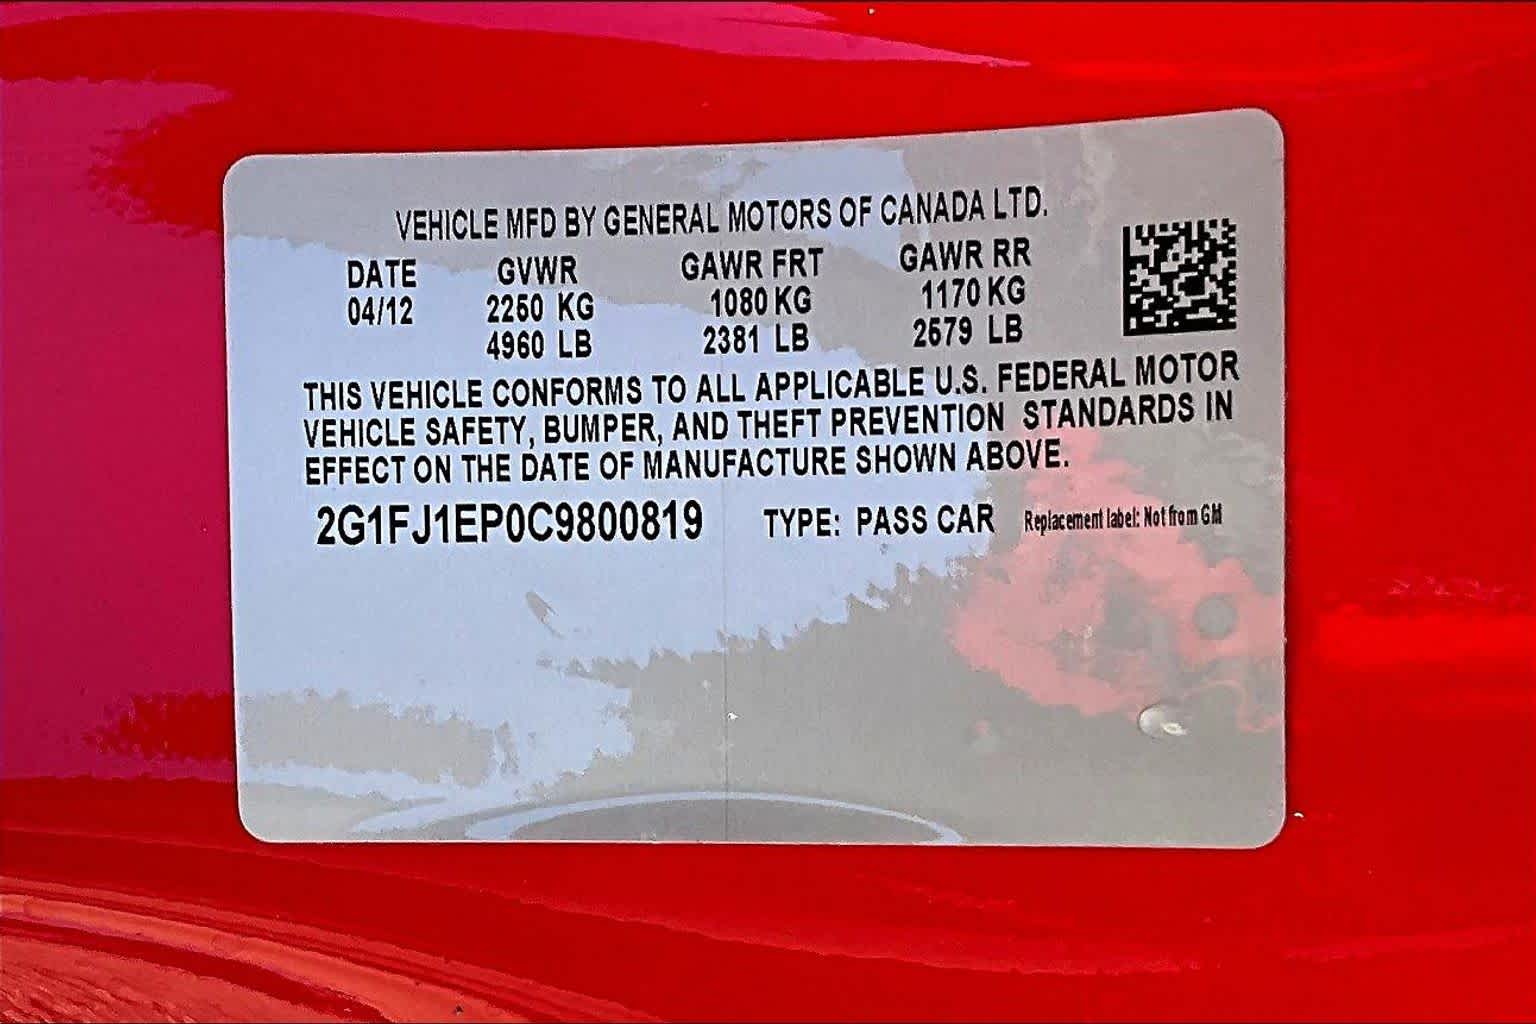 VEHICLE MFD BY GENERAL MOTORS OF CANADA LTD.
DATE GVWR GAWR FRT GAWR RR
04/12 2250 KG 1080 KG 1170 KG
4960 LB 2381 LB 2579 LB
THIS VEHICLE CONFORMS TO ALL APPLICABLE U.S. FEDERAL MOTOR
VEHICLE SAFETY, BUMPER, AND THEFT PREVENTION STANDARDS IN
EFFECT ON THE DATE OF MANUFACTURE SHOWN ABOVE.
2G1FJ1EP0C9800819 TYPE: PASS CAR Replacement label: Not from GM